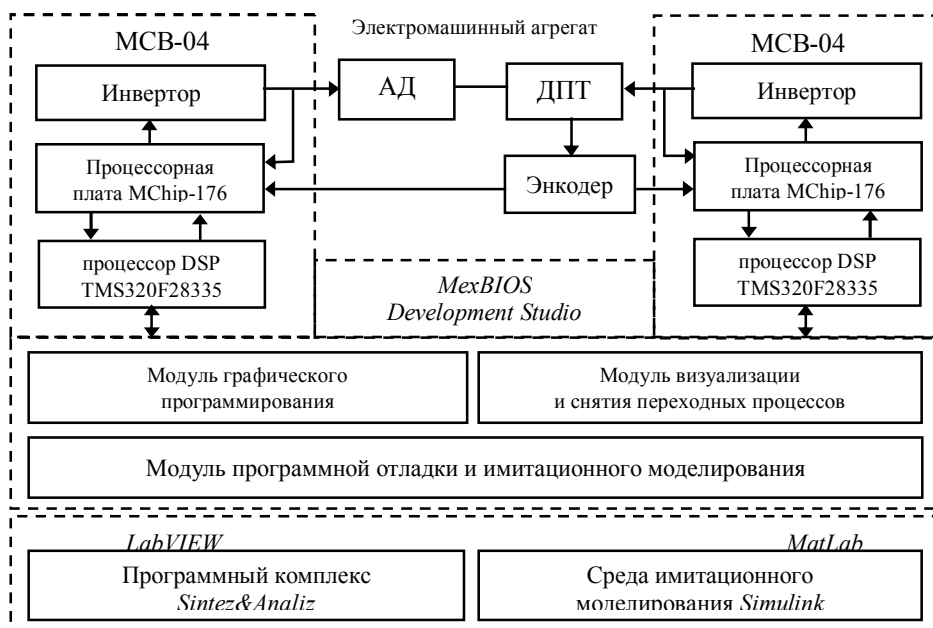 Электромашинный агрегат
МСВ-04
МСВ-04
Инвертор
АД
ДПТ
Инвертор
Процессорная
плата MChip-176
Энкодер
Процессорная
плата MChip-176
процессор DSP
TMS320F28335
MexBIOS
Development Studio
процессор DSP
TMS320F28335
Модуль графического
программирования
Модуль визуализации
и снятия переходных процессов
Модуль программной отладки и имитационного моделирования
LabVIEW
MatLab
Программный комплекс
Sintez&Analiz
Среда имитационного
моделирования Simulink